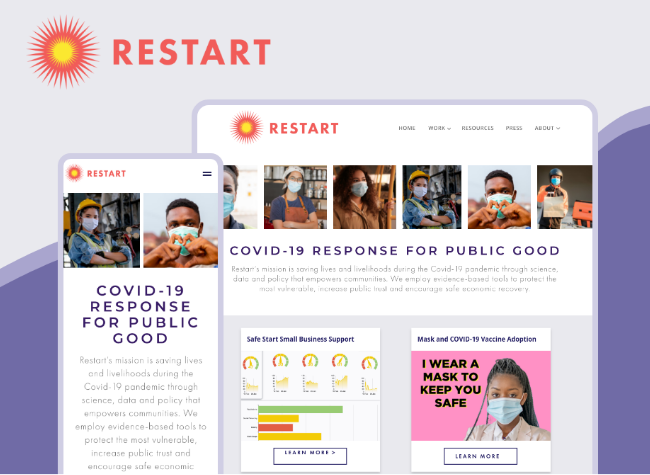 RESTART
RESTART
HOME WORK RESOURCES PRESS ABOUT
COVID-19 RESPONSE FOR PUBLIC GOOD
Restart's mission is saving lives and livelihoods during the Covid-19 pandemic through science,
data and policy that empowers communities. We employ evidence-based tools to protect the
most vulnerable, increase public trust and encourage safe economic recovery
Safe Start Small Business Support
LEARN MORE >
Mask and COVID-19 Vaccine Adoption
I WEAR A
MASK TO
KEEP YOU
SAFE
LEARN MORE
RESTART
COVID-19
RESPONSE
FOR PUBLIC
GOOD
Restart's mission is saving lives
and livelihoods during the
Covid-19 pandemic through
science, data and policy that
empowers communities. We
employ evidence-based tools to
protect the most vulnerable,
increase public trust and
encourage safe economic